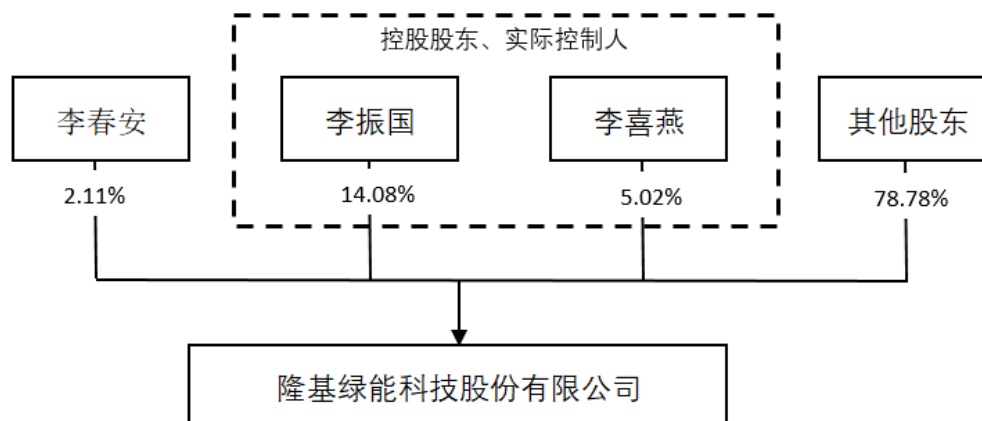 控股股东、实际控制人
李春安
李振国
李喜燕
其他股东
2.11%
14.08%
5.02%
78.78%
隆基绿能科技股份有限公司